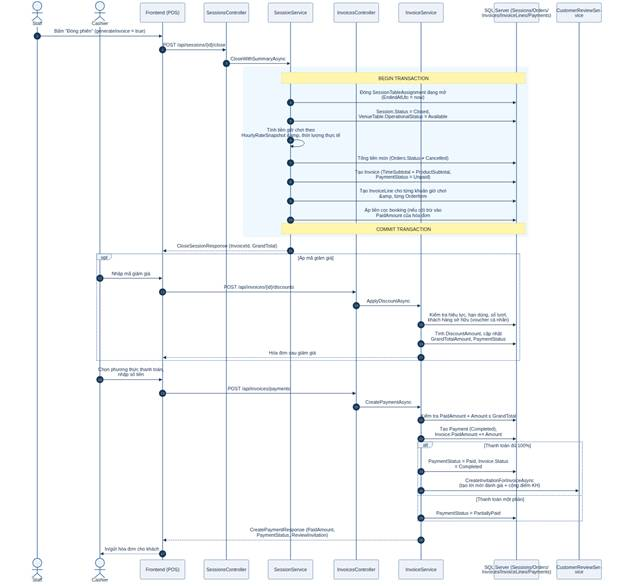 Staff
Cashier
Frontend (POS)
SessionsController
SessionService
InvoicesController
InvoiceService
SQL Server (Sessions/Orders/
Invoices/InvoiceLines/Payments)
CustomerReviewSer
vice
Bấm "Đóng phiên" (generateInvoice = true)
POST /api/sessions/{id}/close
CloseWithSummaryAsync
BEGIN TRANSACTION
Đóng SessionTableAssignment đang mở
(EndedAtUtc = now)
Session.Status = Closed,
VenueTable.OperationalStatus = Available
Tính tiền giờ chơi theo
HourlyRateSnapshot &amp; thời lượng thực tế
Tổng tiền món (Orders.Status ≠ Cancelled)
Tạo Invoice (TimeSubtotal + ProductSubtotal,
PaymentStatus = Unpaid)
Tạo InvoiceLine cho từng khoản giờ chơi
&amp; từng OrderItem
Áp tiền cọc booking (nếu có) trừ vào
PaidAmount của hóa đơn
COMMIT TRANSACTION
CloseSessionResponse (InvoiceId, GrandTotal)
opt
[Áp mã giảm giá]
Nhập mã giảm giá
POST /api/invoices/{id}/discounts
ApplyDiscountAsync
Kiểm tra hiệu lực, hạn dùng, số lượt,
khách hàng sở hữu (voucher cá nhân)
Tính DiscountAmount, cập nhật
GrandTotalAmount, PaymentStatus
Hóa đơn sau giảm giá
Chọn phương thức thanh toán,
nhập số tiền
POST /api/invoices/payments
CreatePaymentAsync
Kiểm tra PaidAmount + Amount ≤ GrandTotal
Tạo Payment (Completed),
Invoice.PaidAmount += Amount
alt
[Thanh toán đủ 100%]
PaymentStatus = Paid, Invoice.Status
= Completed
CreateInvitationForInvoiceAsync
(tạo lời mời đánh giá + cộng điểm KH)
[Thanh toán một phần]
PaymentStatus = PartiallyPaid
CreatePaymentResponse (PaidAmount,
PaymentStatus, ReviewInvitation)
In/gửi hóa đơn cho khách
Staff
Cashier
Frontend (POS)
SessionsController
SessionService
InvoicesController
InvoiceService
SQL Server (Sessions/Orders/
Invoices/InvoiceLines/Payments)
CustomerReviewSer
vice